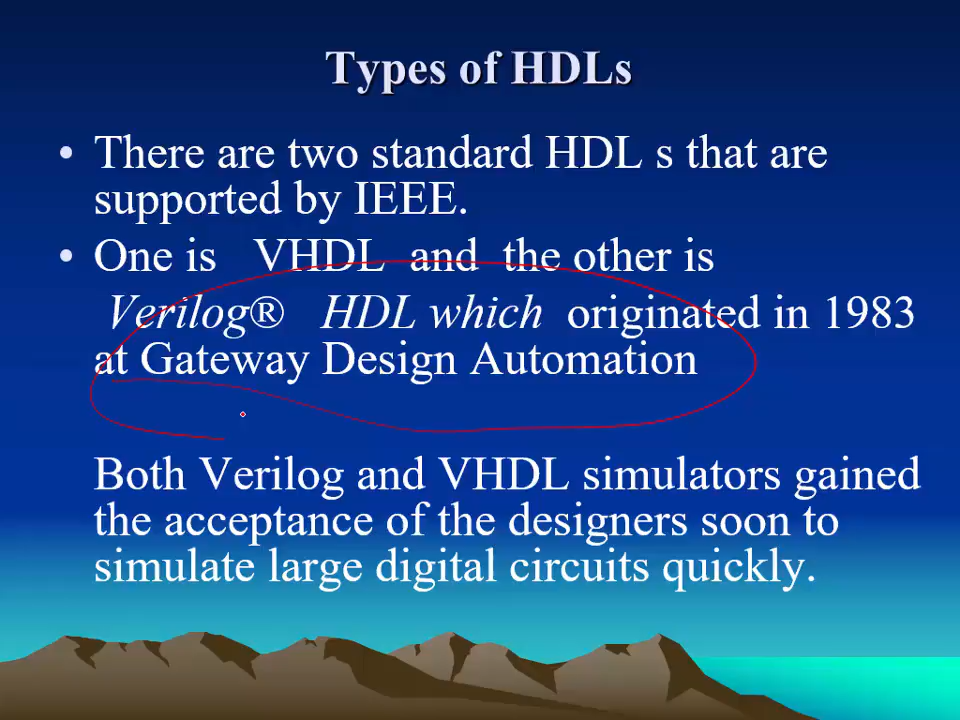 Types of HDLs
• There are two standard HDL s that are
supported by IEEE.
• One is VHDL and the other is
Verilog® HDL which originated in 1983
at Gateway Design Automation
Both Verilog and VHDL simulators gained
the acceptance of the designers soon to
simulate large digital circuits quickly.